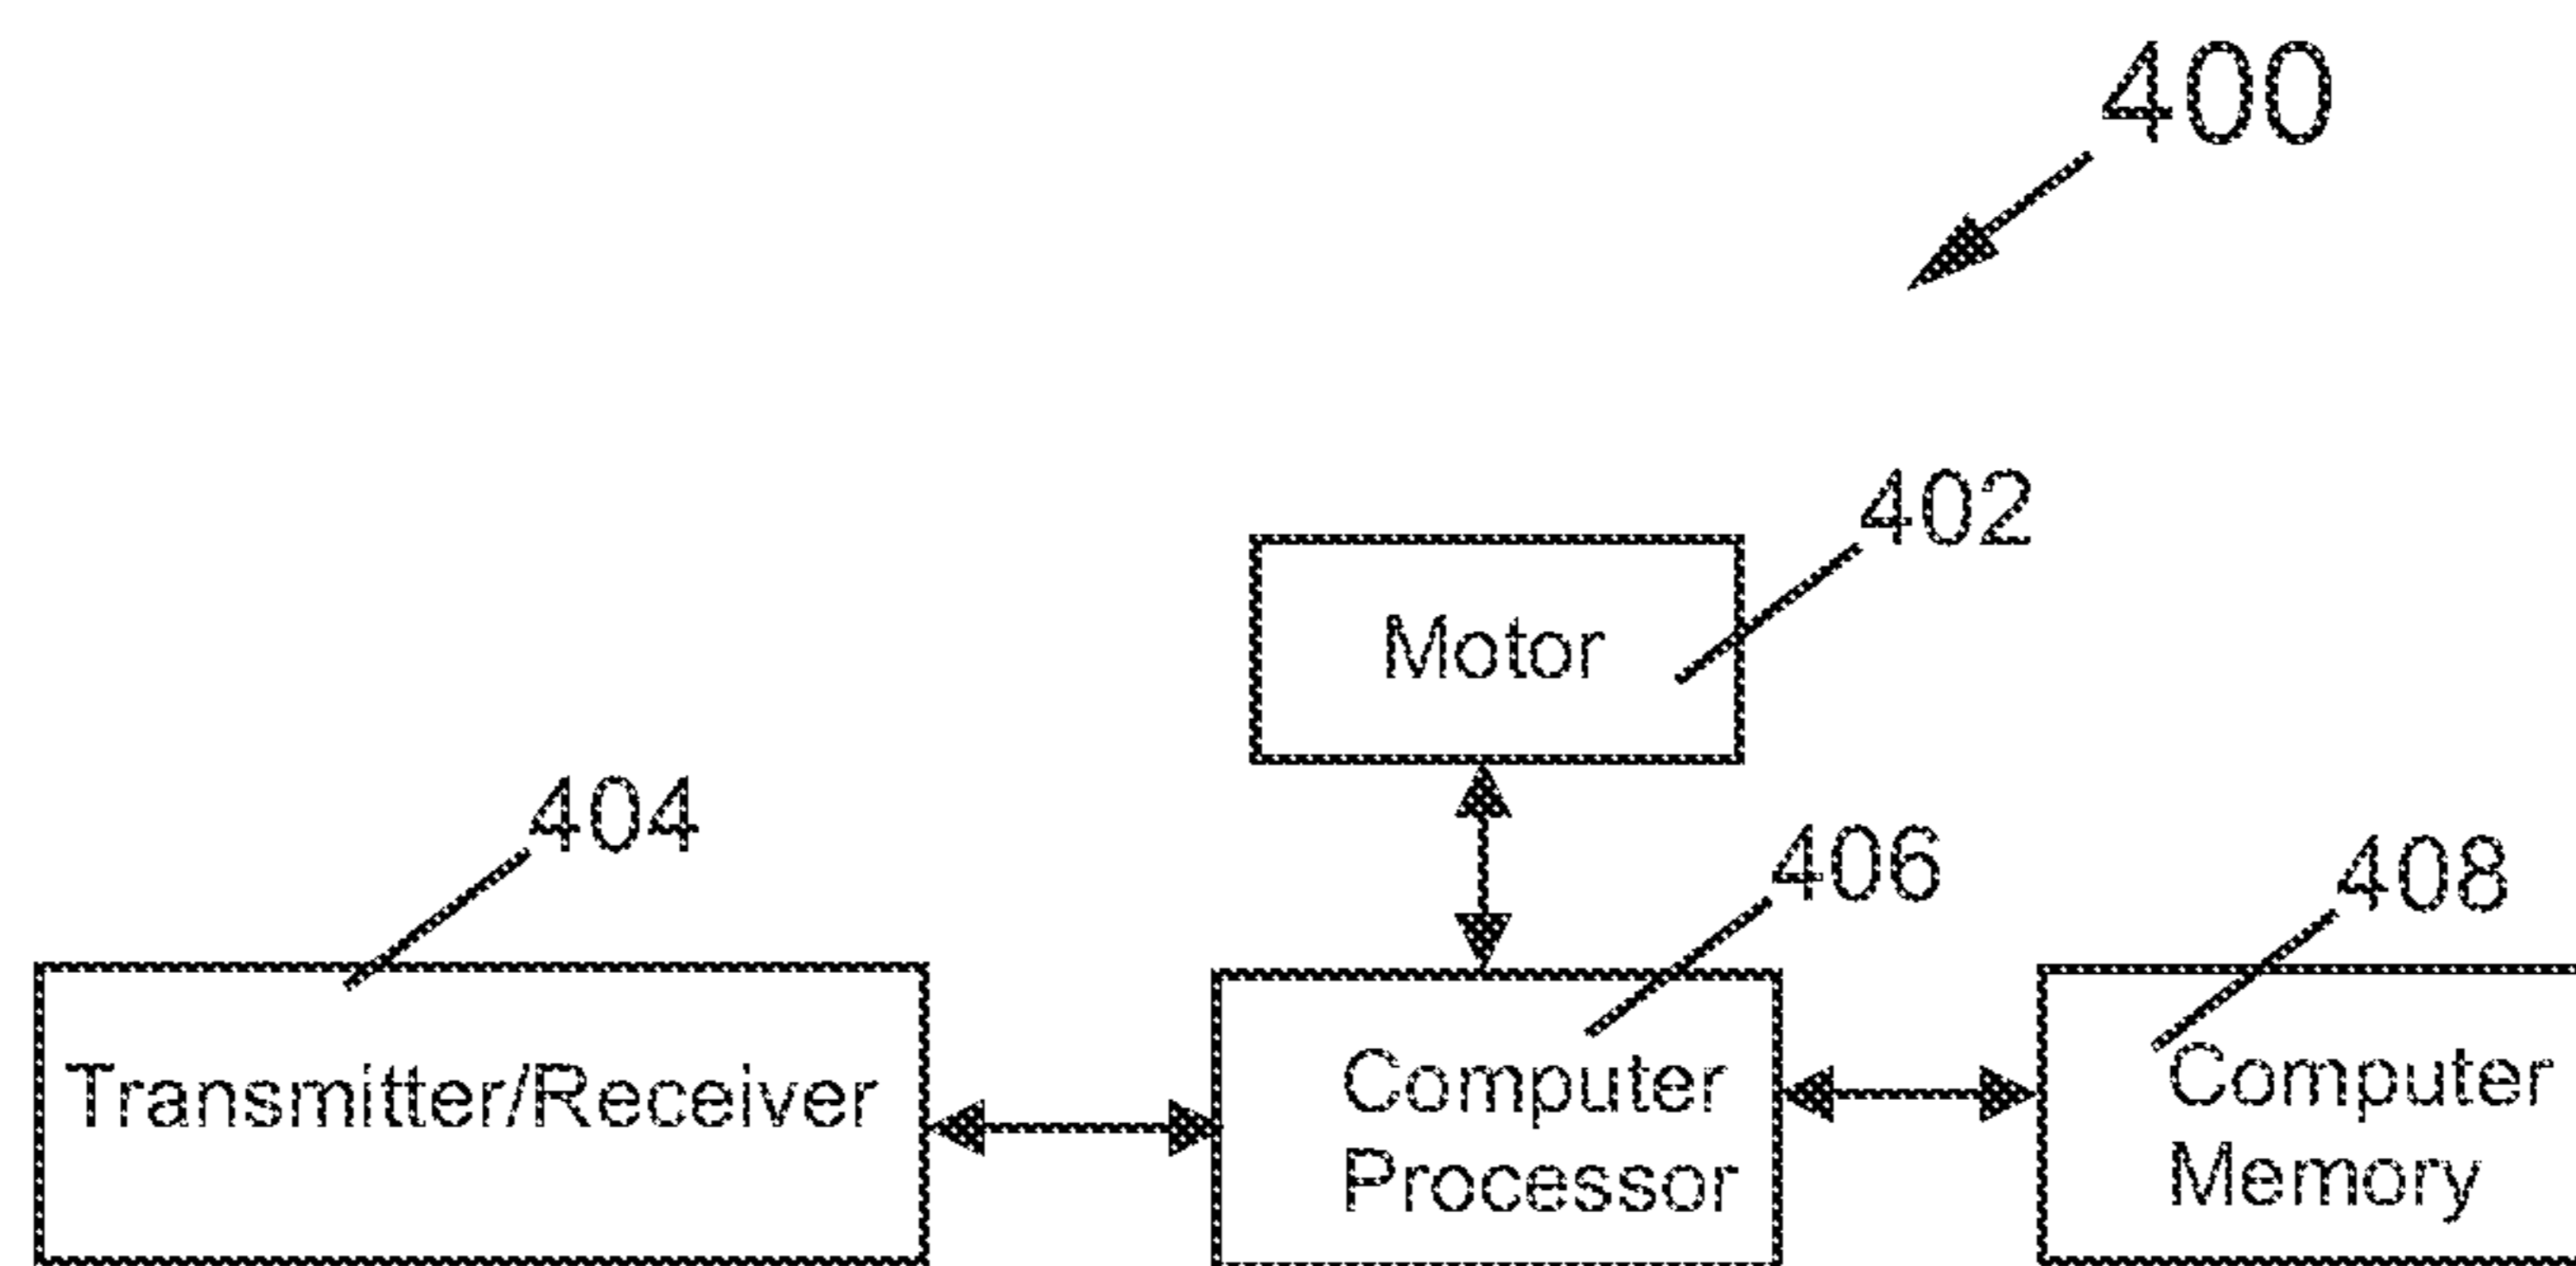 400
402
Motor
404
406
408
Transmitter/Receiver
Computer
Processor
Computer
Memory